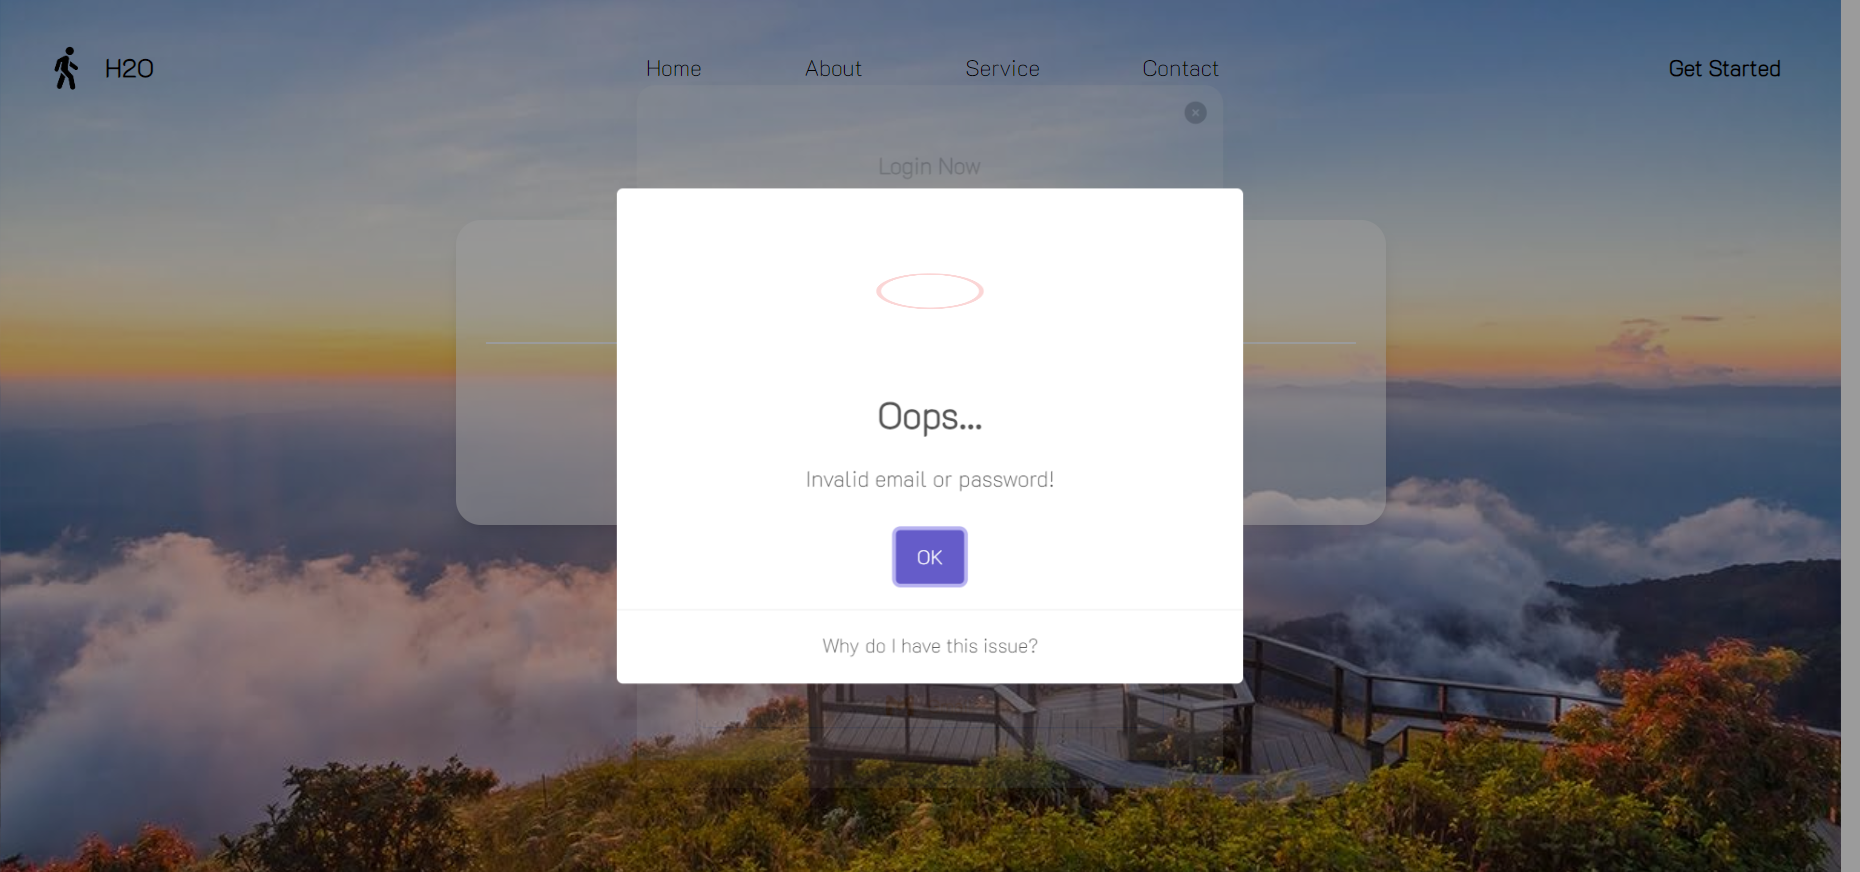 H2O
Home
About
Service
Contact
Get Started
Login Now
Oops...
Invalid email or password!
OK
Why do I have this issue?